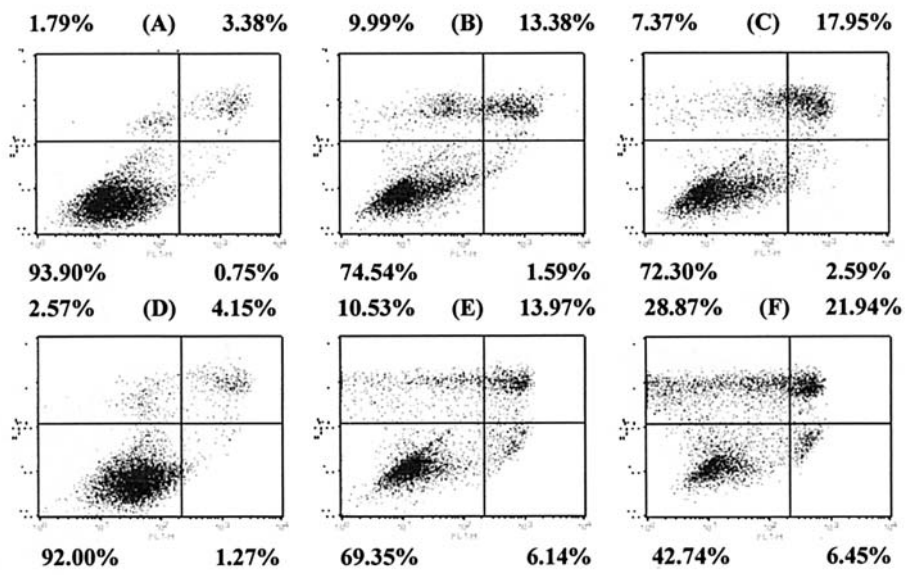 1.79% (A) 3.38% 9.99% (B) 13.38% 7.37% (C) 17.95%
93.90% 0.75% 74.54% 1.59% 72.30% 2.59%
2.57% (D) 4.15% 10.53% (E) 13.97% 28.87% (F) 21.94%
92.00% 1.27% 69.35% 6.14% 42.74% 6.45%